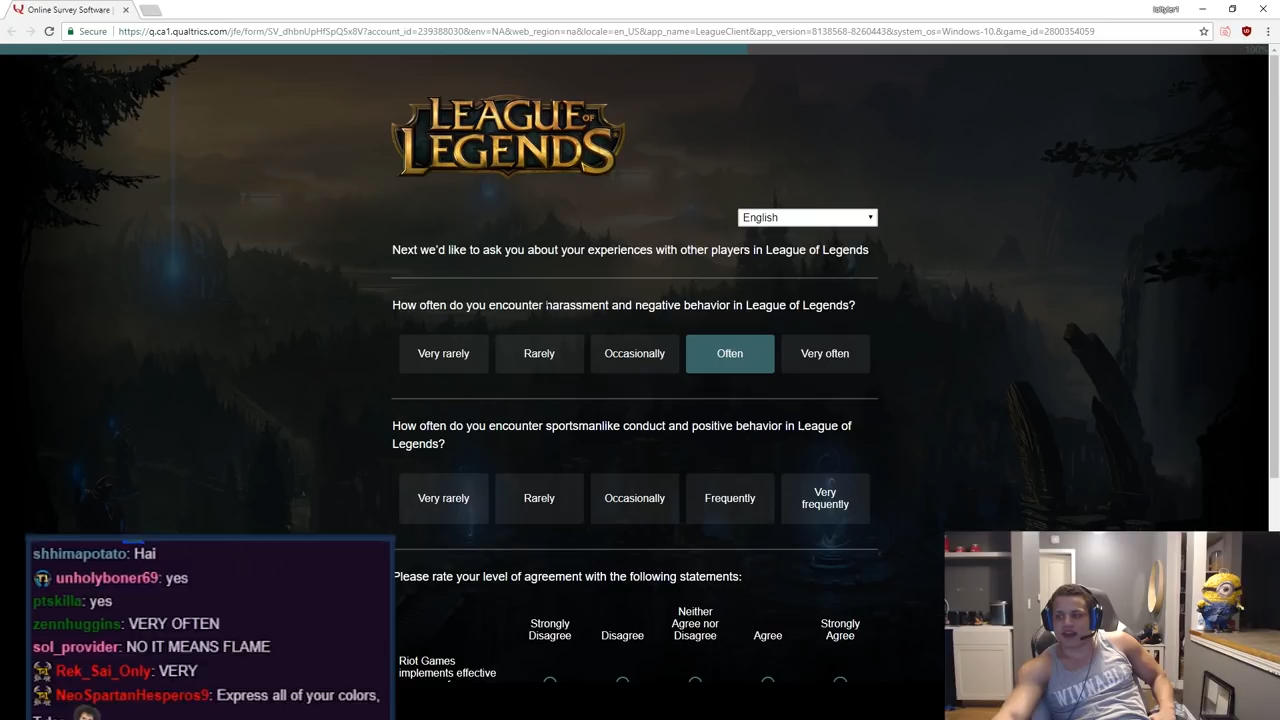 Online Survey Software |
loltyler1
Secure
https://q.ca1.qualtrics.com/jfe/form/SV_dhbnUpHfSpQ5x8V?account_id=239388030&env=NA&web_region=na&locale=en_US&app_name=LeagueClient&app_version=8138568-8260443&system_os=Windows-10.&game_id=2800354059
100%
LEAGUE OF
LEGENDS
English
Next we'd like to ask you about your experiences with other players in League of Legends
How often do you encounter harassment and negative behavior in League of Legends?
Very rarely Rarely Occasionally Often Very often
How often do you encounter sportsmanlike conduct and positive behavior in League of
Legends?
Very rarely Rarely Occasionally Frequently Very
frequently
Please rate your level of agreement with the following statements:
Strongly
Disagree
Disagree
Neither
Agree nor
Disagree
Agree
Strongly
Agree
Riot Games
implements effective
shhimapotato: Hai
unholyboner69: yes
ptskilla: yes
zennhuggins: VERY OFTEN
sol_provider: NO IT MEANS FLAME
Rek_Sai_Only: VERY
NeoSpartanHesperos9: Express all of your colors,
WINNABLE